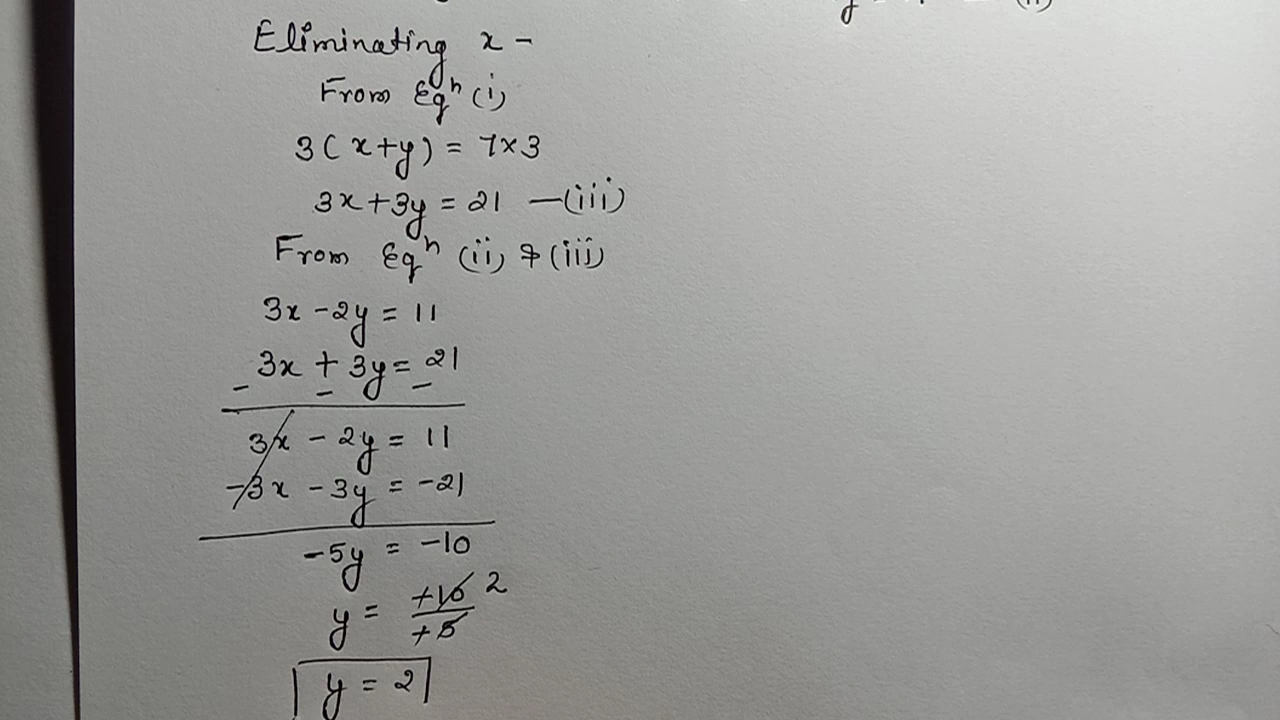 Eliminating x -
From Eqⁿ (i)
3(x+y) = 7×3
3x+3y = 21 —(iii)
From Eqⁿ (ii) & (iii)
3x - 2y = 11
3x + 3y = 21
- - -
3x - 2y = 11
-3x - 3y = -21
-5y = -10
y = +10/+5 2
y = 2